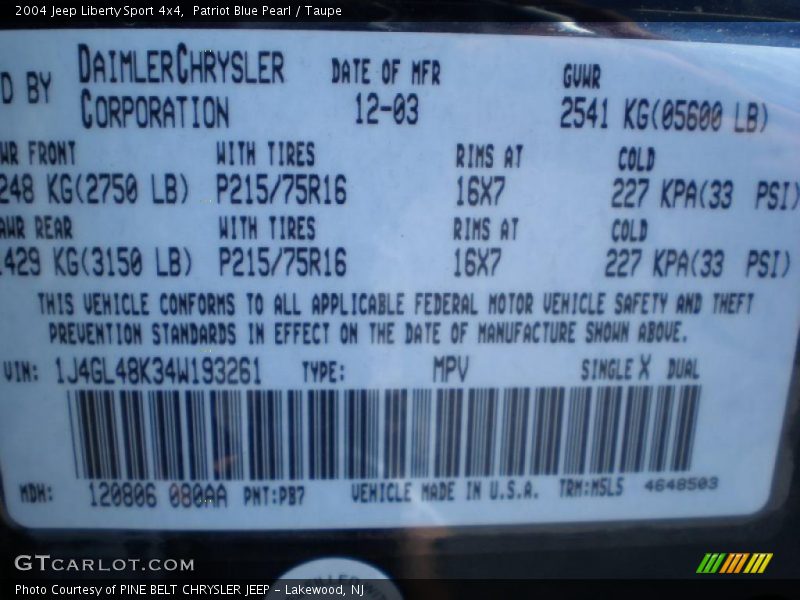 2004 Jeep Liberty Sport 4x4, Patriot Blue Pearl / Taupe
D BY DAIMLERCHRYSLER CORPORATION DATE OF MFR 12-03 GVWR 2541 KG(05600 LB)
WR FRONT WITH TIRES RIMS AT COLD
248 KG(2750 LB) P215/75R16 16X7 227 KPA(33 PSI)
AWR REAR WITH TIRES RIMS AT COLD
1429 KG(3150 LB) P215/75R16 16X7 227 KPA(33 PSI)
THIS VEHICLE CONFORMS TO ALL APPLICABLE FEDERAL MOTOR VEHICLE SAFETY AND THEFT
PREVENTION STANDARDS IN EFFECT ON THE DATE OF MANUFACTURE SHOWN ABOVE.
VIN: 1J4GL48K34W193261 TYPE: MPV SINGLE X DUAL
MDH: 120806 080AA PNT:PB7 VEHICLE MADE IN U.S.A. TRM:M5L5 4648503
GTCARLOT.COM
Photo Courtesy of PINE BELT CHRYSLER JEEP - Lakewood, NJ